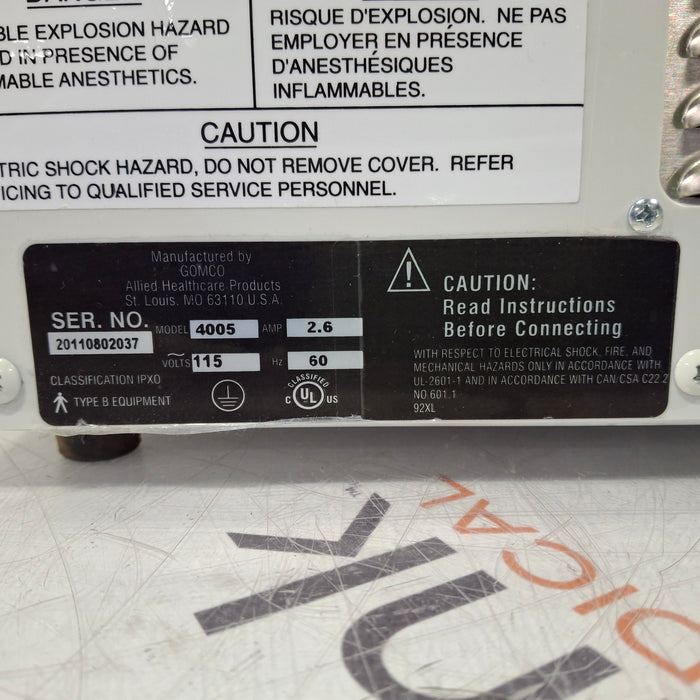 BLE EXPLOSION HAZARD
D IN PRESENCE OF
MABLE ANESTHETICS.
RISQUE D'EXPLOSION. NE PAS
EMPLOYER EN PRÉSENCE
D'ANESTHÉSIQUES
INFLAMMABLES.
CAUTION
TRIC SHOCK HAZARD, DO NOT REMOVE COVER. REFER
ICING TO QUALIFIED SERVICE PERSONNEL.
Manufactured by
GOMCO
Allied Healthcare Products
St. Louis, MO 63110 U.S.A.
SER. NO.
20110802037
MODEL 4005 AMP 2.6
VOLTS 115 Hz 60
CLASSIFICATION IPXO
TYPE B EQUIPMENT
CLASSIFIED
C UL US
CAUTION:
Read Instructions
Before Connecting
WITH RESPECT TO ELECTRICAL SHOCK, FIRE, AND
MECHANICAL HAZARDS ONLY IN ACCORDANCE WITH
UL-2601-1 AND IN ACCORDANCE WITH CAN/CSA C22.2
NO 601.1
92XL
DICAL